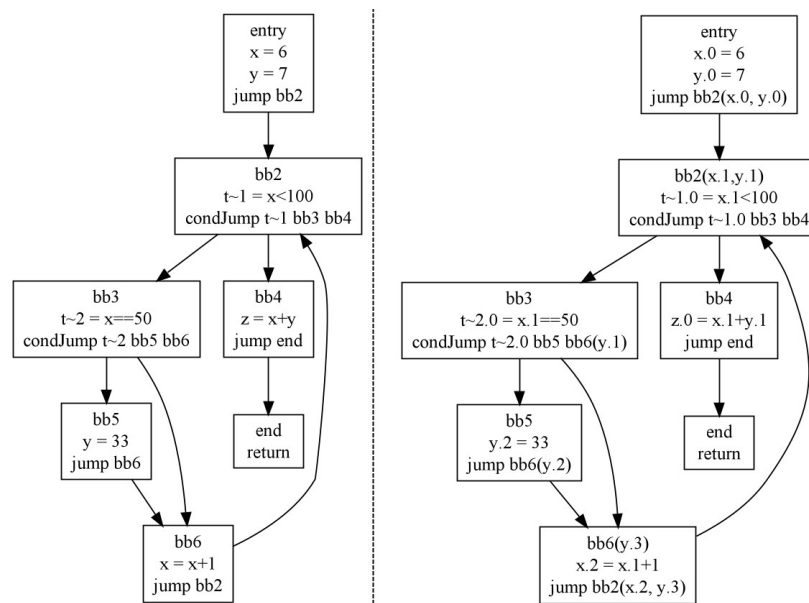 entry
x = 6
y = 7
jump bb2
bb2
t~1 = x<100
condJump t~1 bb3 bb4
bb3
t~2 = x==50
condJump t~2 bb5 bb6
bb4
z = x+y
jump end
bb5
y = 33
jump bb6
end
return
bb6
x = x+1
jump bb2
entry
x.0 = 6
y.0 = 7
jump bb2(x.0, y.0)
bb2(x.1,y.1)
t~1.0 = x.1<100
condJump t~1.0 bb3 bb4
bb3
t~2.0 = x.1==50
condJump t~2.0 bb5 bb6(y.1)
bb4
z.0 = x.1+y.1
jump end
bb5
y.2 = 33
jump bb6(y.2)
end
return
bb6(y.3)
x.2 = x.1+1
jump bb2(x.2, y.3)